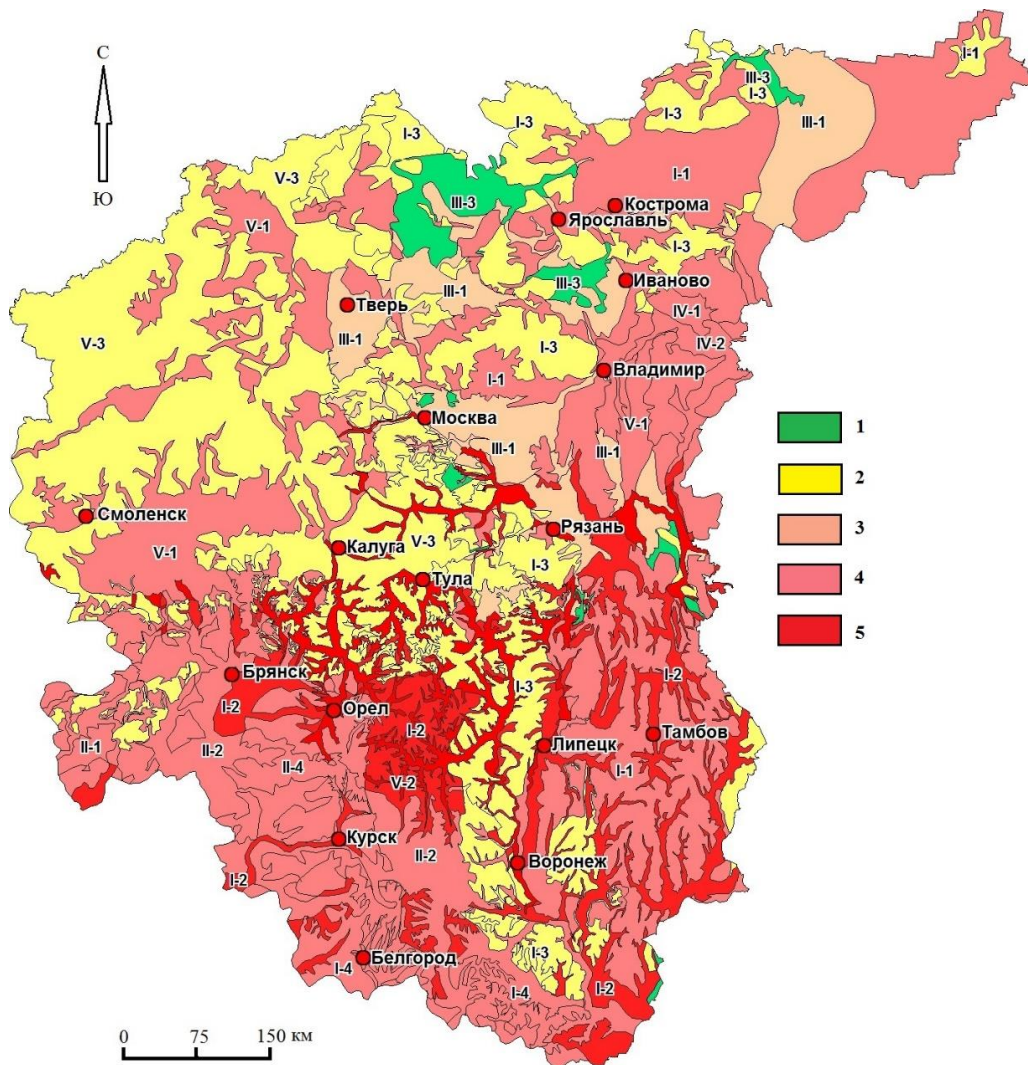 С
Ю
I-1
III-3
I-3
III-1
I-3
I-3
I-3
V-3
III-3
I-1
V-1
Кострома
Ярославль
I-3
III-3
Иваново
III-1
Тверь
IV-1
III-1
V-3
I-3
IV-2
Владимир
I-1
Москва
V-1
III-1
III-1
1
2
3
4
5
Смоленск
Рязань
V-3
Калуга
V-1
I-3
Тула
Брянск
I-2
I-3
I-2
Орел
II-1
II-2
I-2
Тамбов
Липецк
II-4
I-1
V-2
Курск
II-2
Воронеж
I-2
I-3
Белгород
I-4
I-4
I-2
0 75 150 км